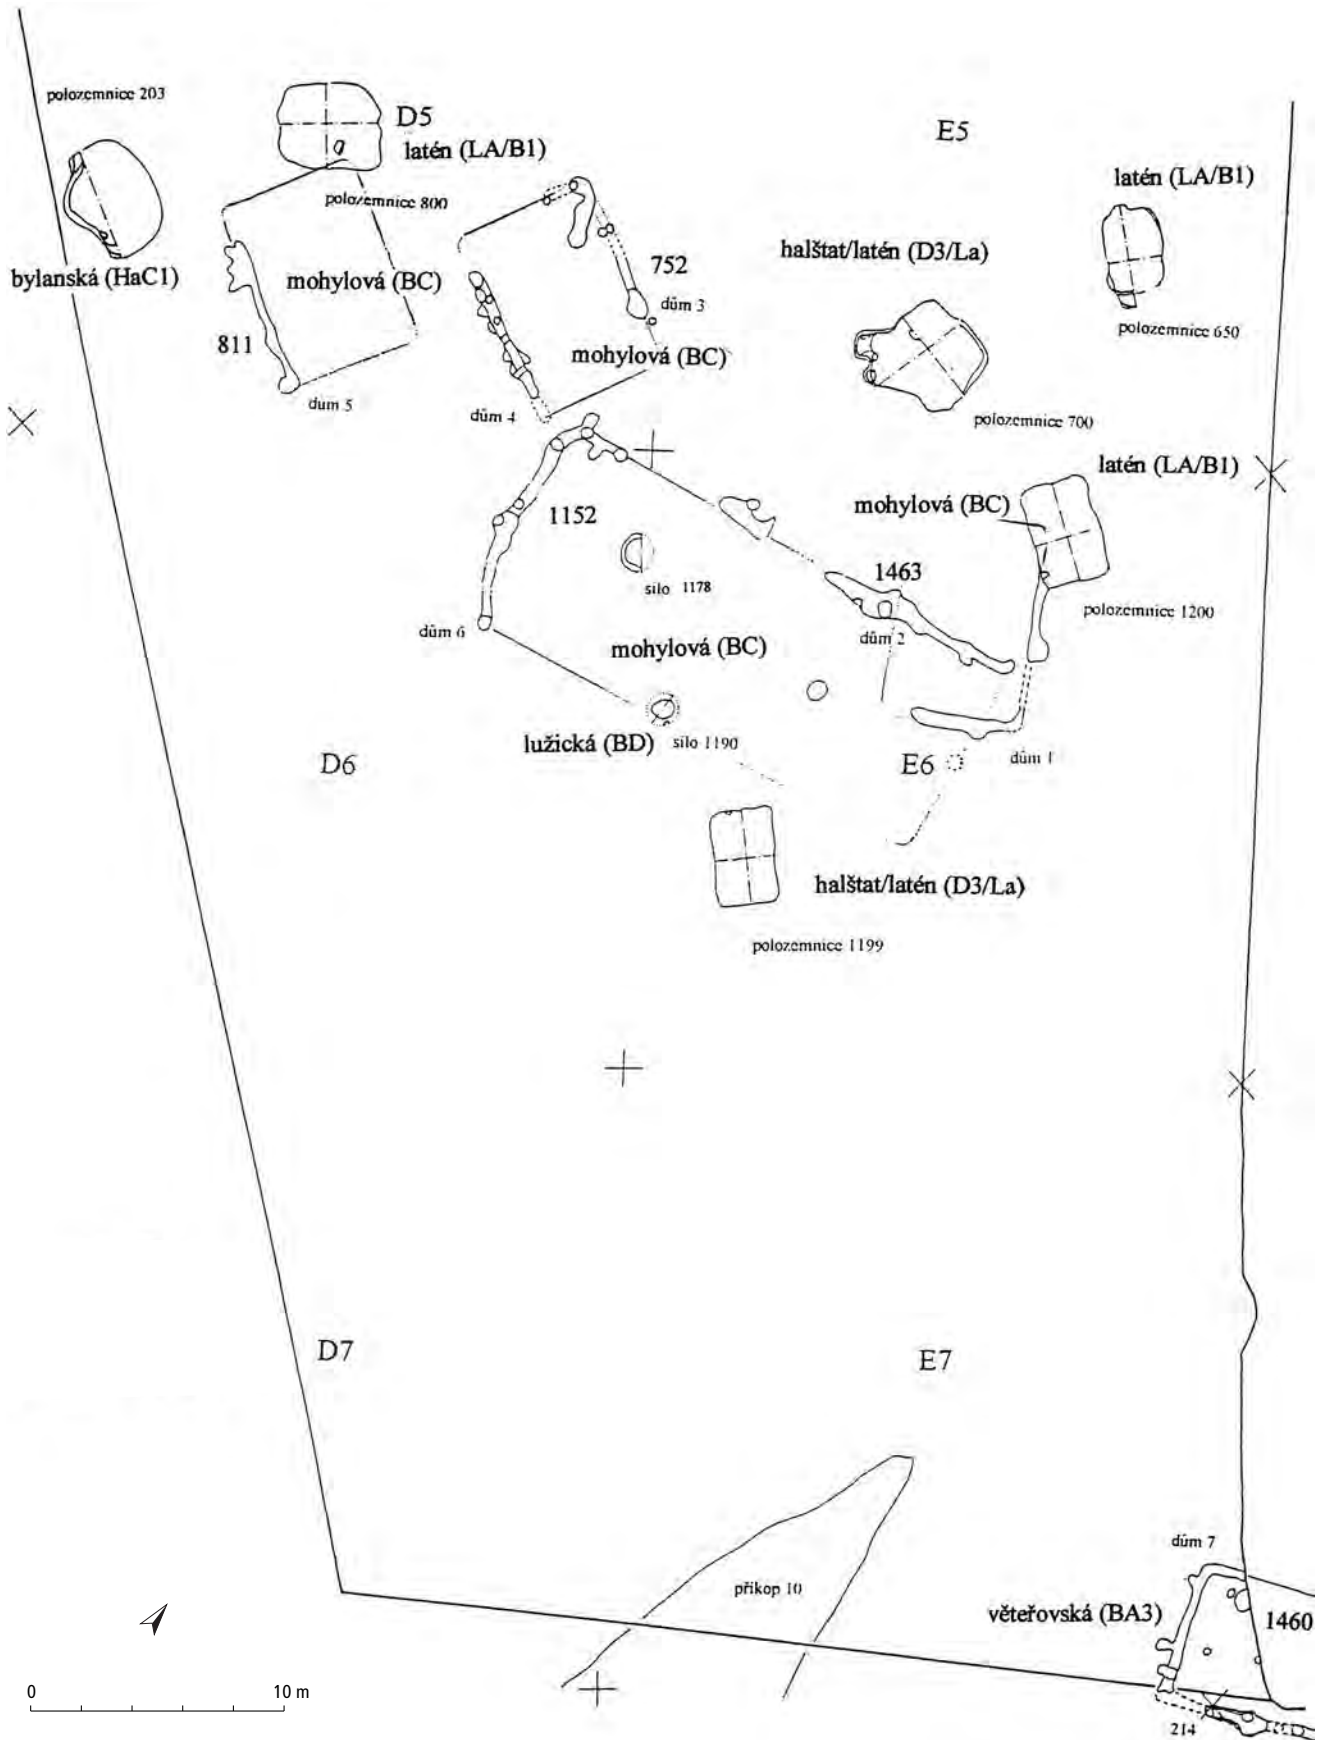 polozemnice 203
D5
latén (LA/B1)
E5
latén (LA/B1)
polozemnice 800
halštat/latén (D3/La)
752
bylanská (HaC1)
mohylová (BC)
dům 3
polozemnice 650
811
mohylová (BC)
dum 5
dům 4
polozemnice 700
latén (LA/B1)
mohylová (BC)
1152
1463
silo 1178
polozemnice 1200
dům 6
dům 2
mohylová (BC)
lužická (BD)
silo 1190
D6
E6
dům 1
halštat/latén (D3/La)
polozemnice 1199
D7
E7
dům 7
příkop 10
věteřovská (BA3)
1460
0
10 m
214